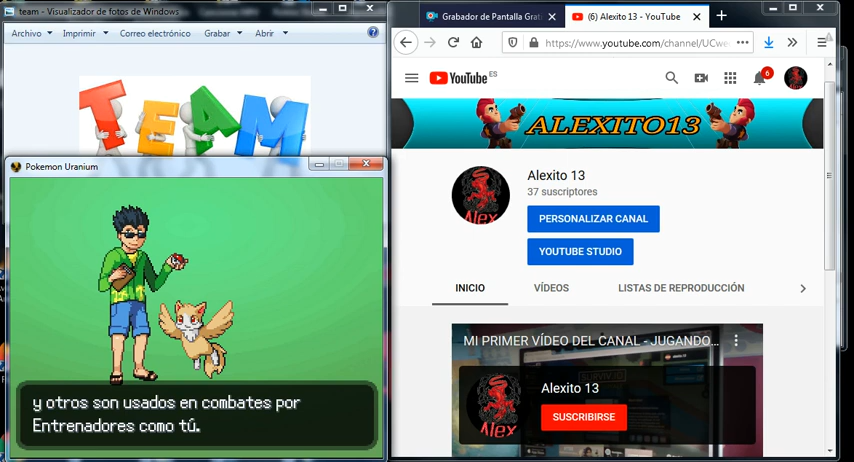 team - Visualizador de fotos de Windows
Archivo
Imprimir
Correo electrónico
Grabar
Abrir
TEAM
Pokemon Uranium
y otros son usados en combates por
Entrenadores como tú.
Grabador de Pantalla Grati
(6) Alexito 13 - YouTube
https://www.youtube.com/channel/UCwe
YouTube ES
6
ALEXITO13
Alex
Alexito 13
37 suscriptores
PERSONALIZAR CANAL
YOUTUBE STUDIO
INICIO
VÍDEOS
LISTAS DE REPRODUCCIÓN
MI PRIMER VÍDEO DEL CANAL - JUGANDO...
Alex
Alexito 13
SUSCRIBIRSE